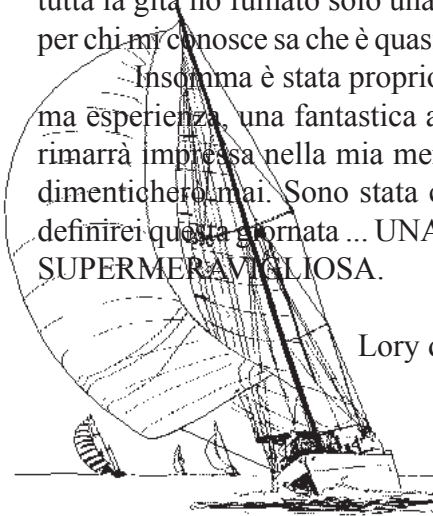 tutta la gita ho fumato solo una
per chi mi conosce sa che è quas
Insomma è stata proprio
ma esperienza, una fantastica a
rimarrà impressa nella mia me
dimenticherò mai. Sono stata
definirei questa giornata ... UNA
SUPERMERAVIGLIOSA.
Lory d